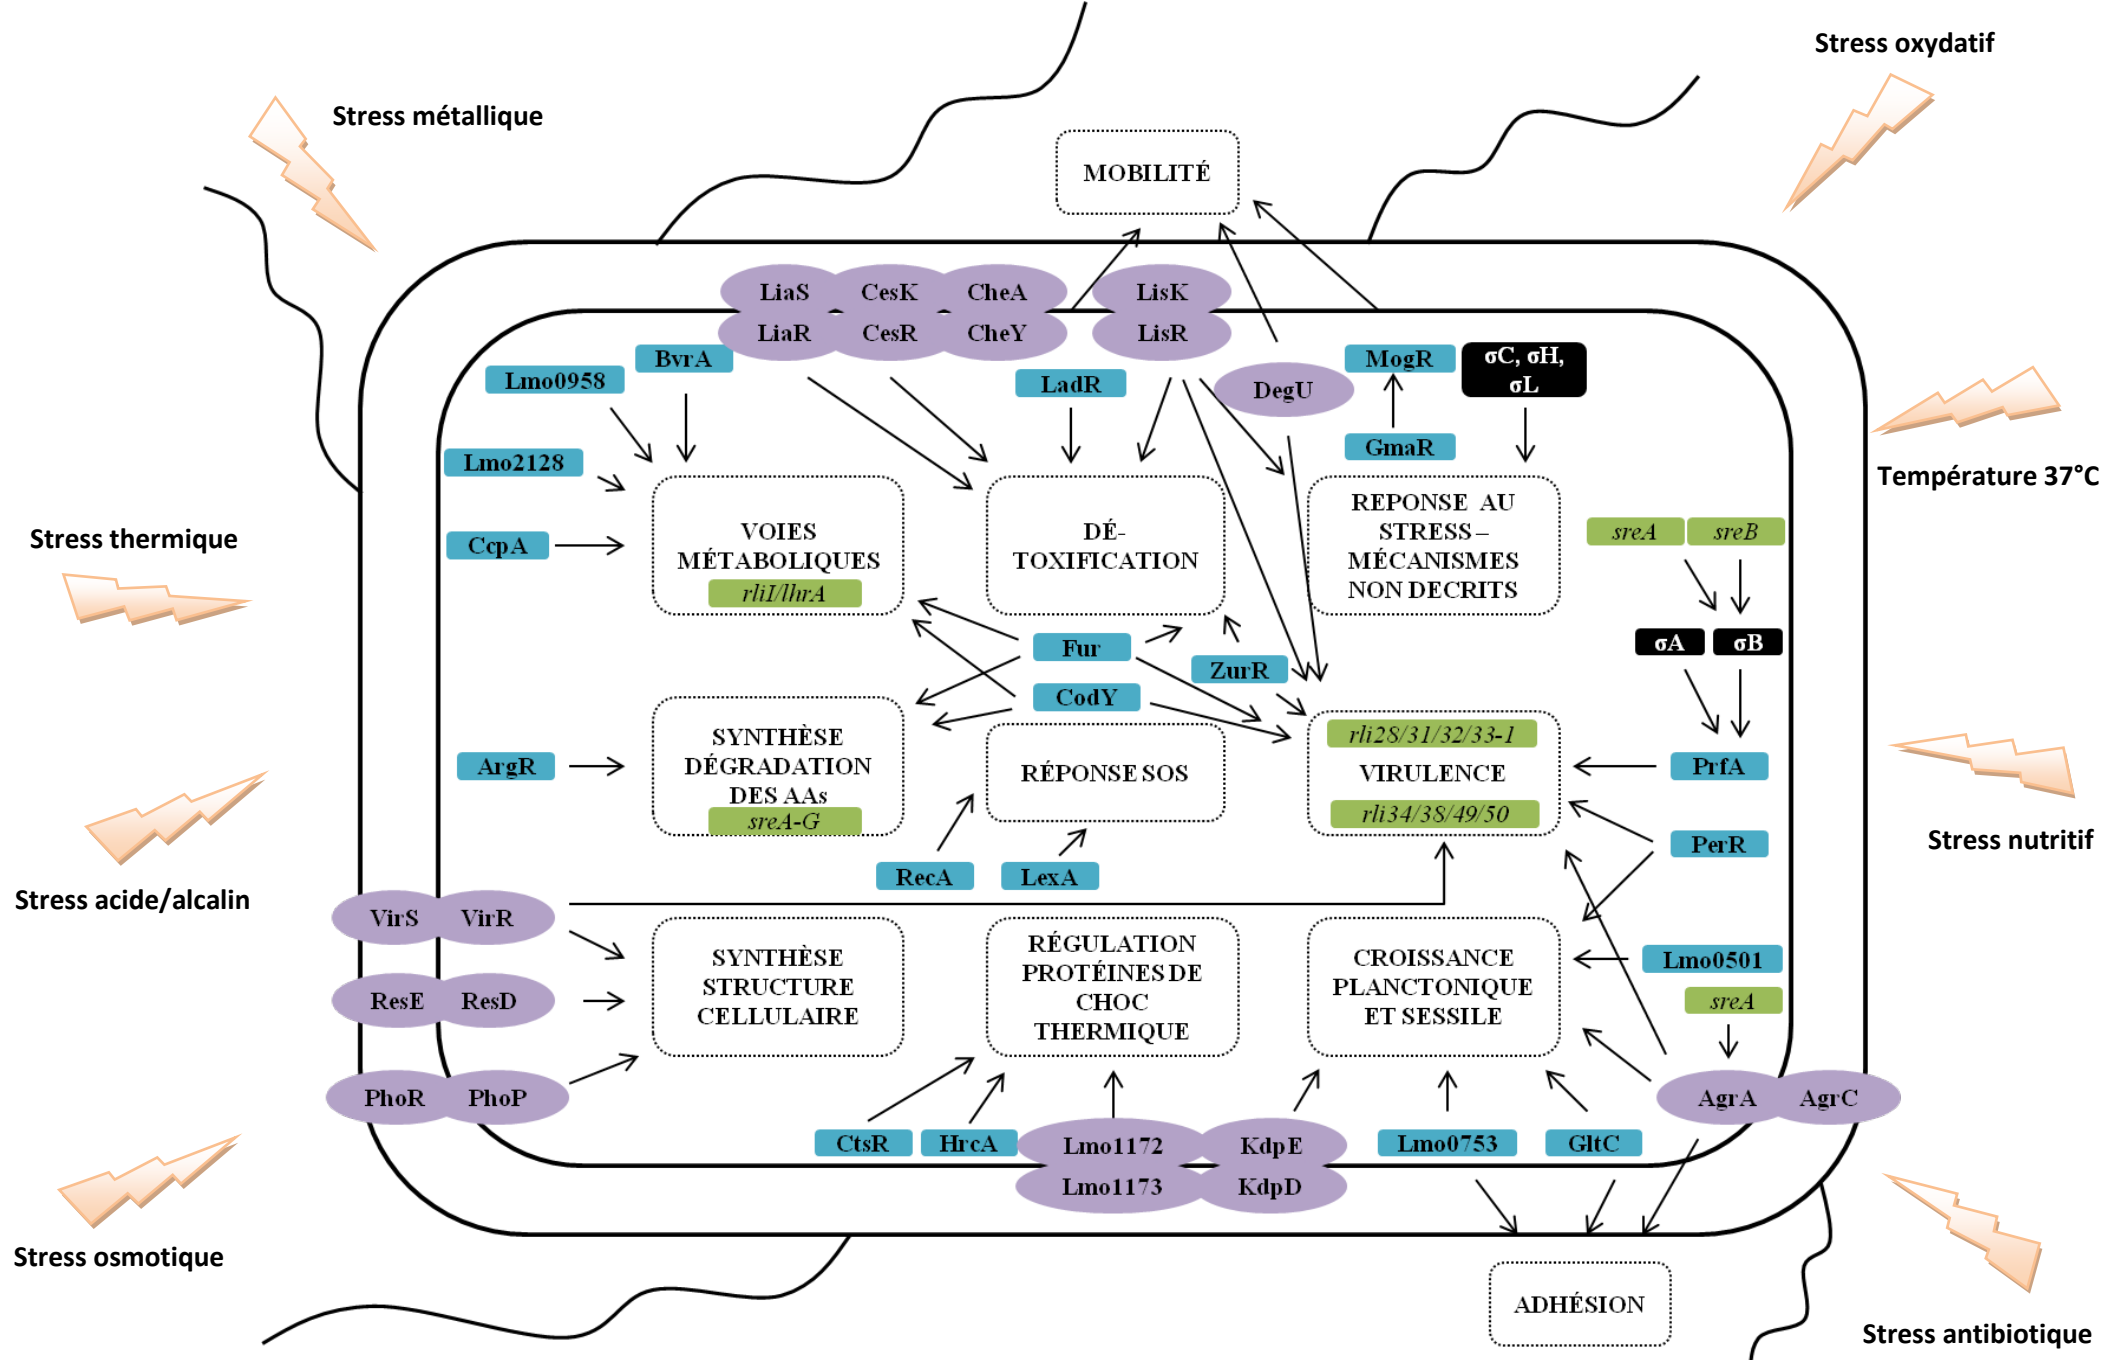 Stress oxydatif
Stress métallique
MOBILITÉ
LiaS
CesK
CheA
LisK
LiaR
CesR
CheY
LisR
BvrA
MogR
σC, σH,
σL
Lmo0958
LadR
DegU
GmaR
Lmo2128
Température 37°C
REPONSE AU
STRESS –
MÉCANISMES
NON DECRITS
VOIES
MÉTABOLIQUES
rliI/lhrA
DÉ-
TOXIFICATION
sreA
sreB
Stress thermique
CcpA
Fur
σA
σB
ZurR
CodY
SYNTHÈSE
DÉGRADATION
DES AAs
sreA-G
rli28/31/32/33-1
VIRULENCE
rli34/38/49/50
ArgR
RÉPONSE SOS
PrfA
Stress nutritif
PerR
RecA
LexA
Stress acide/alcalin
VirS
VirR
RÉGULATION
PROTÉINES DE
CHOC
THERMIQUE
SYNTHÈSE
STRUCTURE
CELLULAIRE
CROISSANCE
PLANCTONIQUE
ET SESSILE
Lmo0501
sreA
ResE
ResD
PhoR
PhoP
AgrA
AgrC
CtsR
HrcA
Lmo1172
KdpE
Lmo0753
GltC
Lmo1173
KdpD
Stress osmotique
ADHÉSION
Stress antibiotique